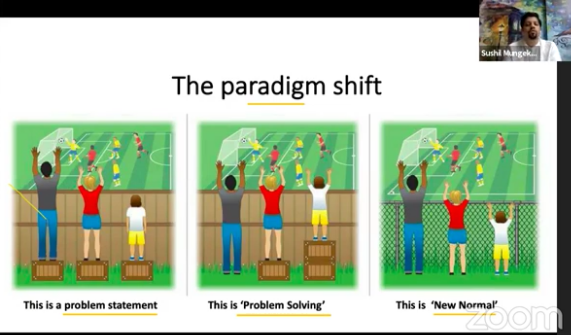 Sushil Mungek...
The paradigm shift
This is a problem statement
This is 'Problem Solving'
This is 'New Normal'
zoom